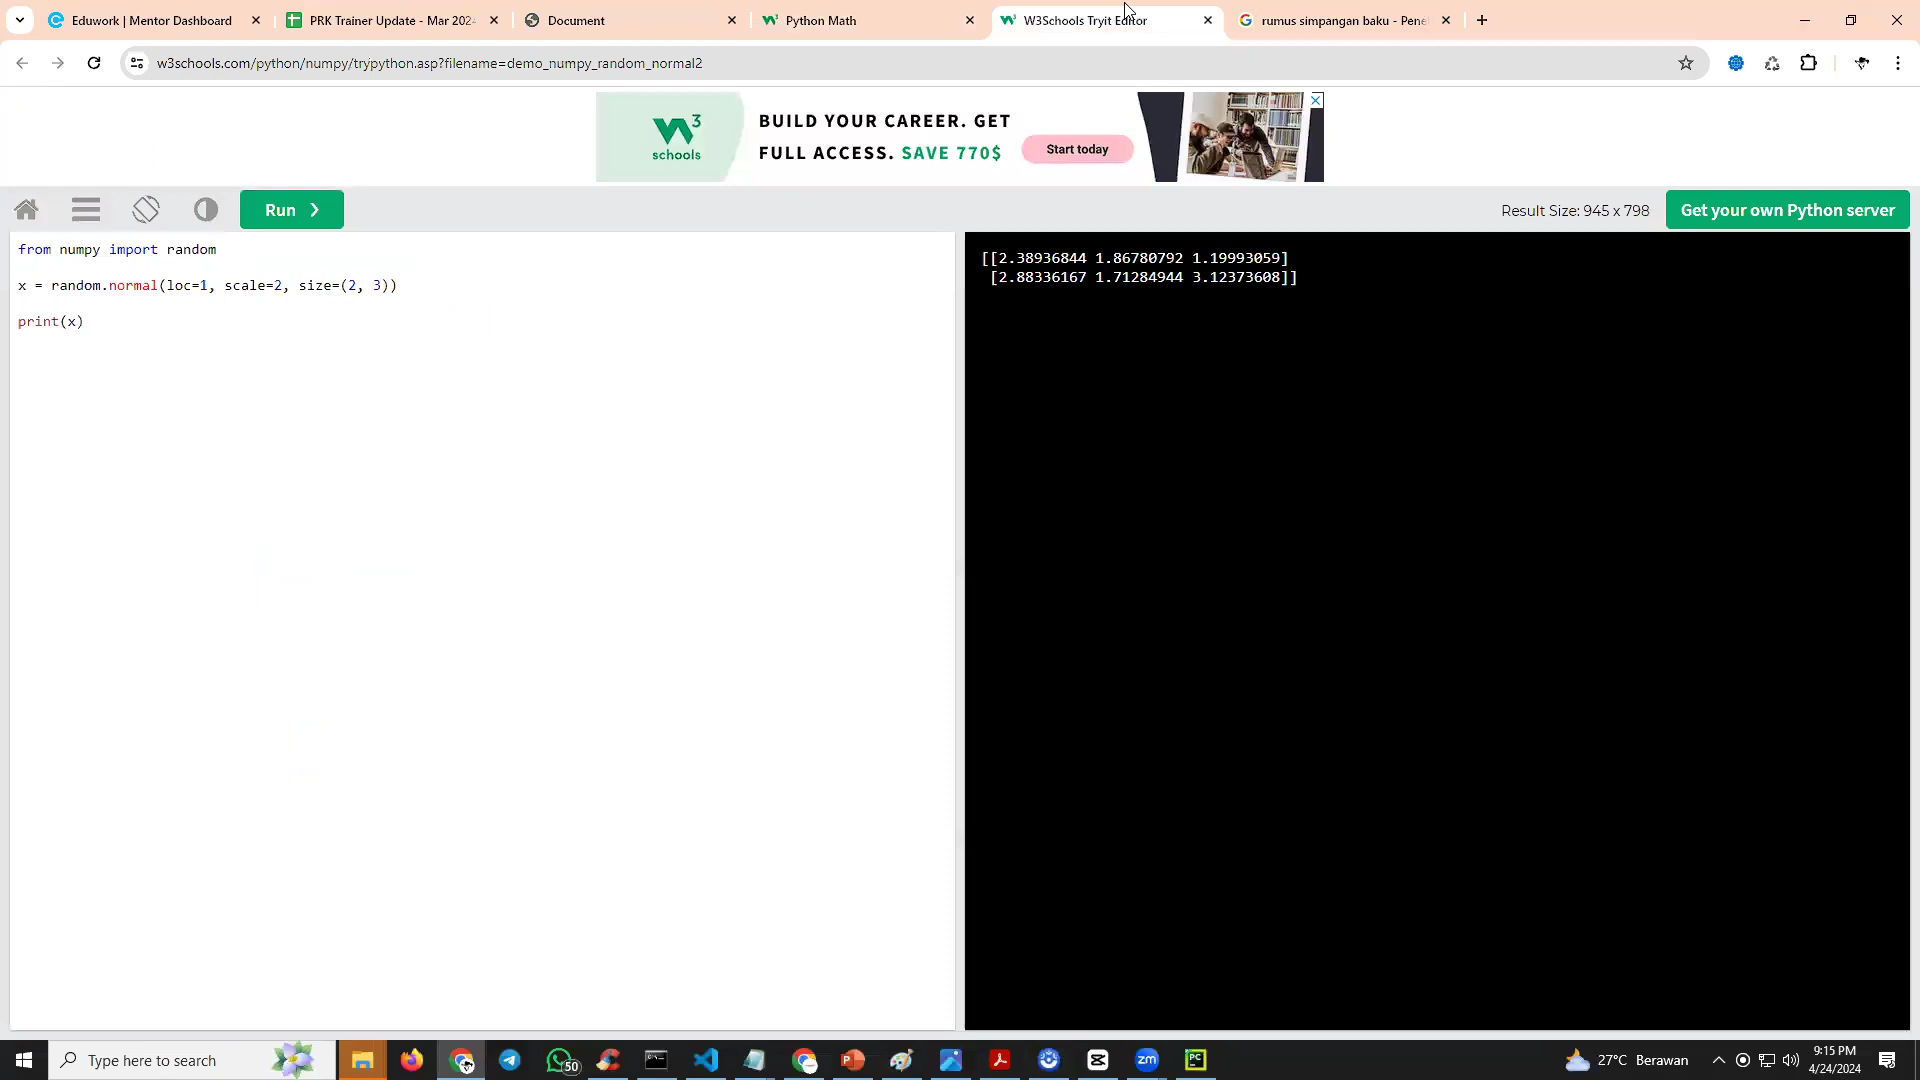 Eduwork | Mentor Dashboard
PRK Trainer Update - Mar 202
Document
Python Math
W3Schools Tryit Editor
rumus simpangan baku - Pene
w3schools.com/python/numpy/trypython.asp?filename=demo_numpy_random_normal2
W3 schools
BUILD YOUR CAREER. GET
FULL ACCESS. SAVE 770$
Start today
Run ❯
Result Size: 945 x 798
Get your own Python server
from numpy import random
x = random.normal(loc=1, scale=2, size=(2, 3))
print(x)
[[2.38936844 1.86780792 1.19993059]
[2.88336167 1.71284944 3.12373608]]
Type here to search
50
zm
PC
27°C Berawan
9:15 PM
4/24/2024